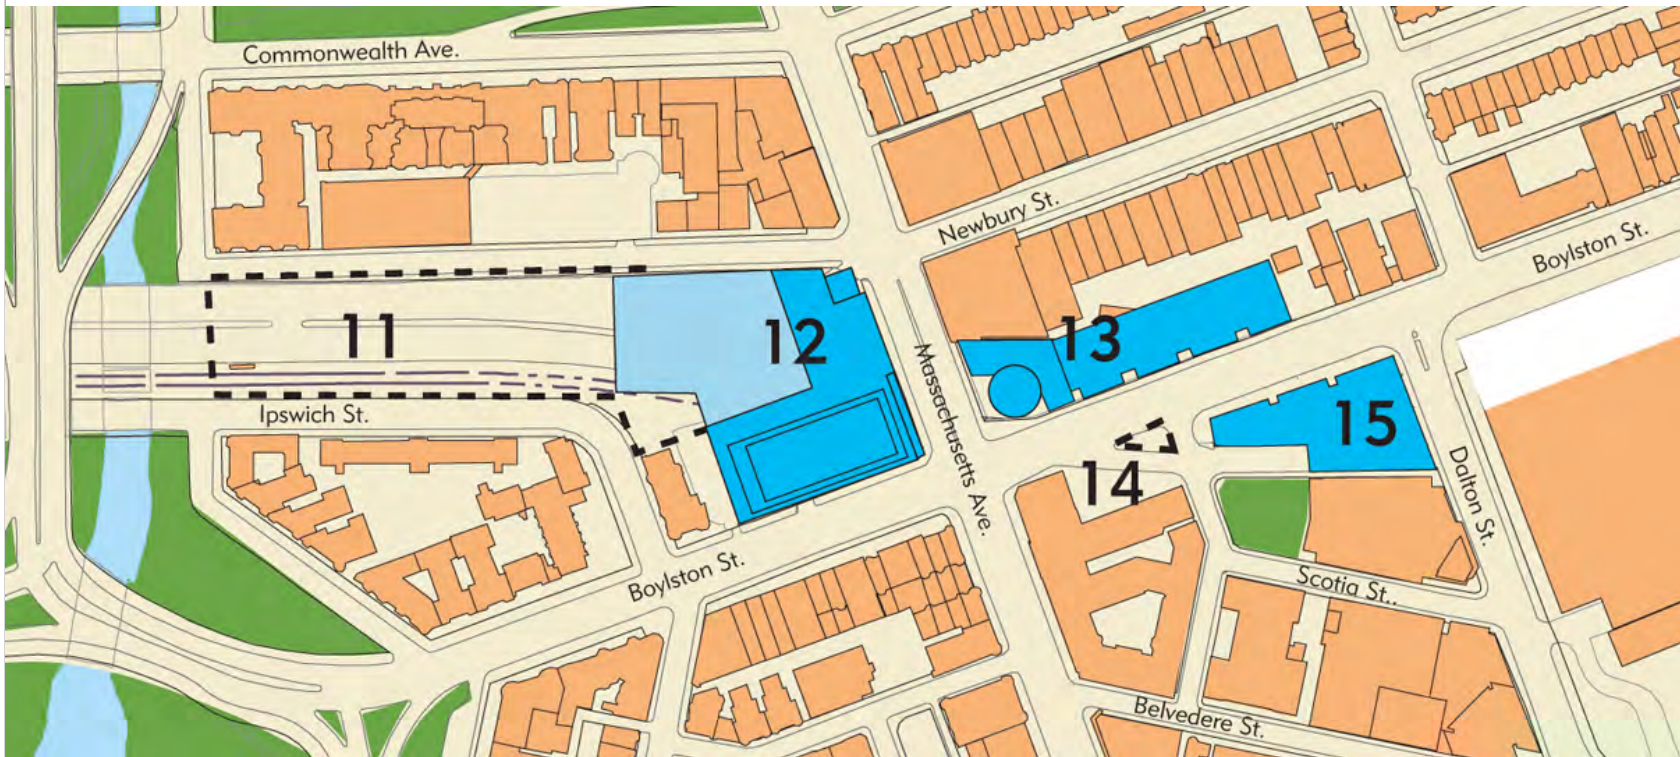 Commonwealth Ave.
Newbury St.
Boylston St.
11
12
13
Massachusetts Ave.
Ipswich St.
14
15
Dalton St.
Boylston St.
Scotia St..
Belvedere St.